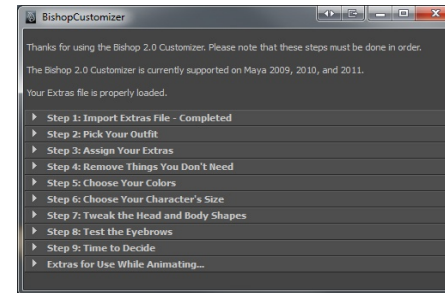 BishopCustomizer
Thanks for using the Bishop 2.0 Customizer. Please note that these steps must be done in order.
The Bishop 2.0 Customizer is currently supported on Maya 2009, 2010, and 2011.
Your Extras file is properly loaded.
Step 1: Import Extras File - Completed
Step 2: Pick Your Outfit
Step 3: Assign Your Extras
Step 4: Remove Things You Don't Need
Step 5: Choose Your Colors
Step 6: Choose Your Character's Size
Step 7: Tweak the Head and Body Shapes
Step 8: Test the Eyebrows
Step 9: Time to Decide
Extras for Use While Animating...